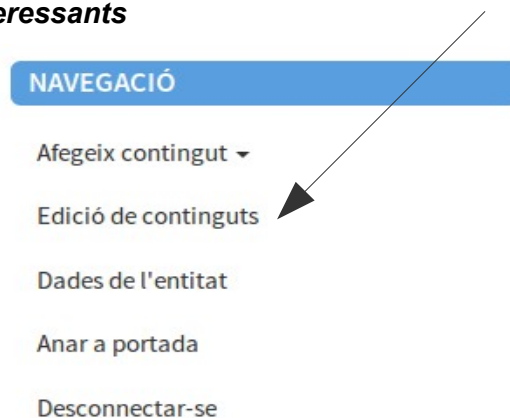 eressants
NAVEGACIÓ
Afegeix contingut
Edició de continguts
Dades de l'entitat
Anar a portada
Desconnectar-se